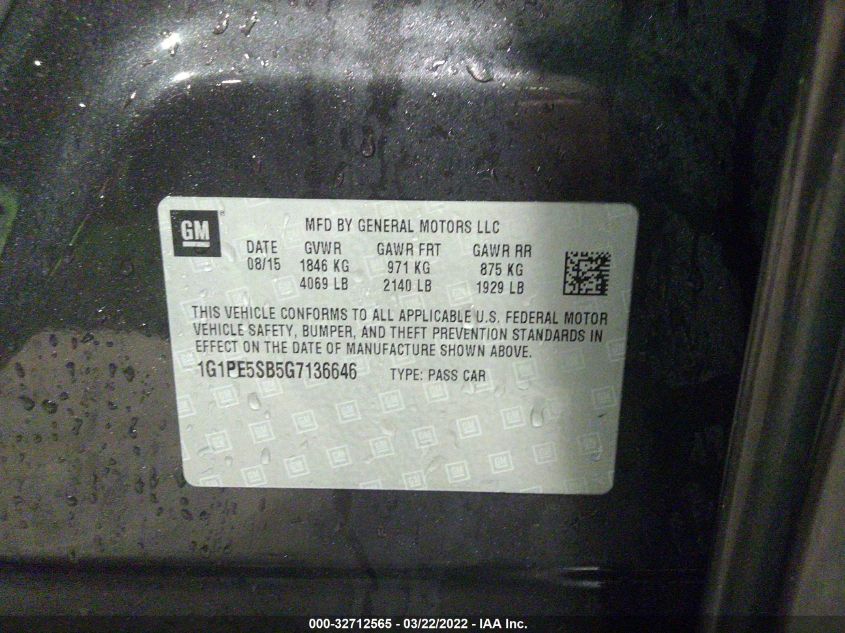 GM
MFD BY GENERAL MOTORS LLC
DATE GVWR GAWR FRT GAWR RR
08/15 1846 KG 971 KG 875 KG
4069 LB 2140 LB 1929 LB
THIS VEHICLE CONFORMS TO ALL APPLICABLE U.S. FEDERAL MOTOR
VEHICLE SAFETY, BUMPER, AND THEFT PREVENTION STANDARDS IN
EFFECT ON THE DATE OF MANUFACTURE SHOWN ABOVE.
1G1PE5SB5G7136646 TYPE: PASS CAR
000-32712565 / 03/22/2022 - IAA Inc.